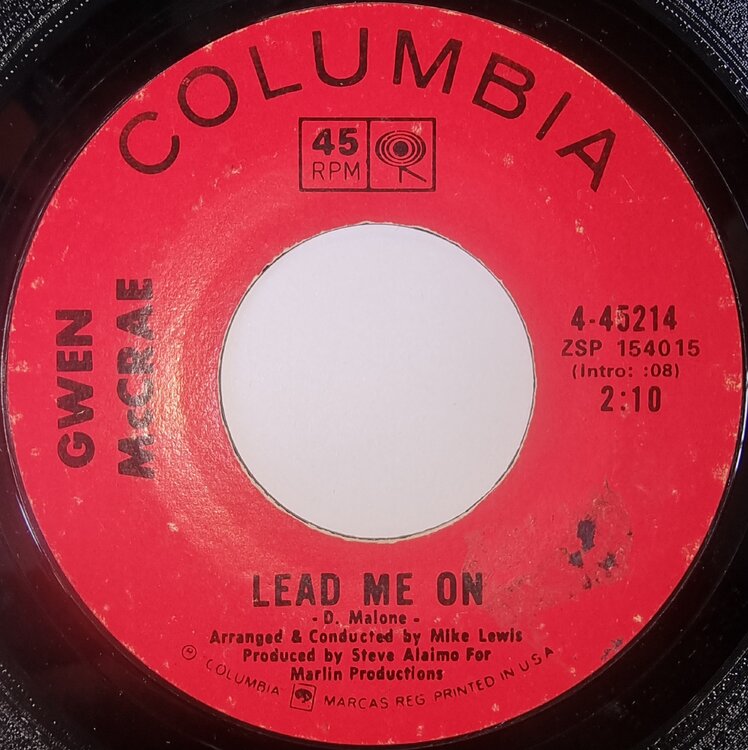 COLUMBIA
45
RPM
GWEN
McCRAE
4-45214
ZSP 154015
(Intro: :08)
2:10
LEAD ME ON
- D. Malone -
Arranged & Conducted by Mike Lewis
Produced by Steve Alaimo For
Marlin Productions
℗ "COLUMBIA" MARCAS REG. PRINTED IN U.S.A.